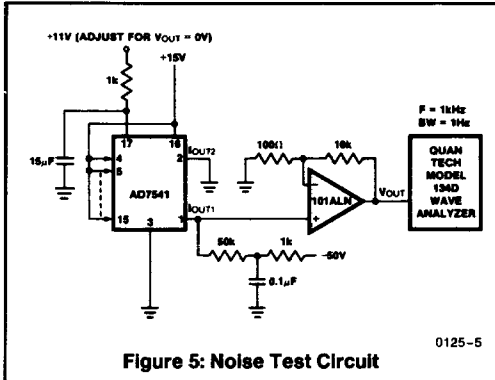 +11V (ADJUST FOR VOUT = 0V)
+15V
1k
17
16
15μF
4
5
15
AD7541
2
IOUT2
1
IOUT1
3
100Ω
10k
101ALN
−
+
VOUT
50k
1k
–50V
0.1μF
F = 1kHz
BW = 1Hz
QUAN
TECH
MODEL
134D
WAVE
ANALYZER
0125–5
Figure 5: Noise Test Circuit